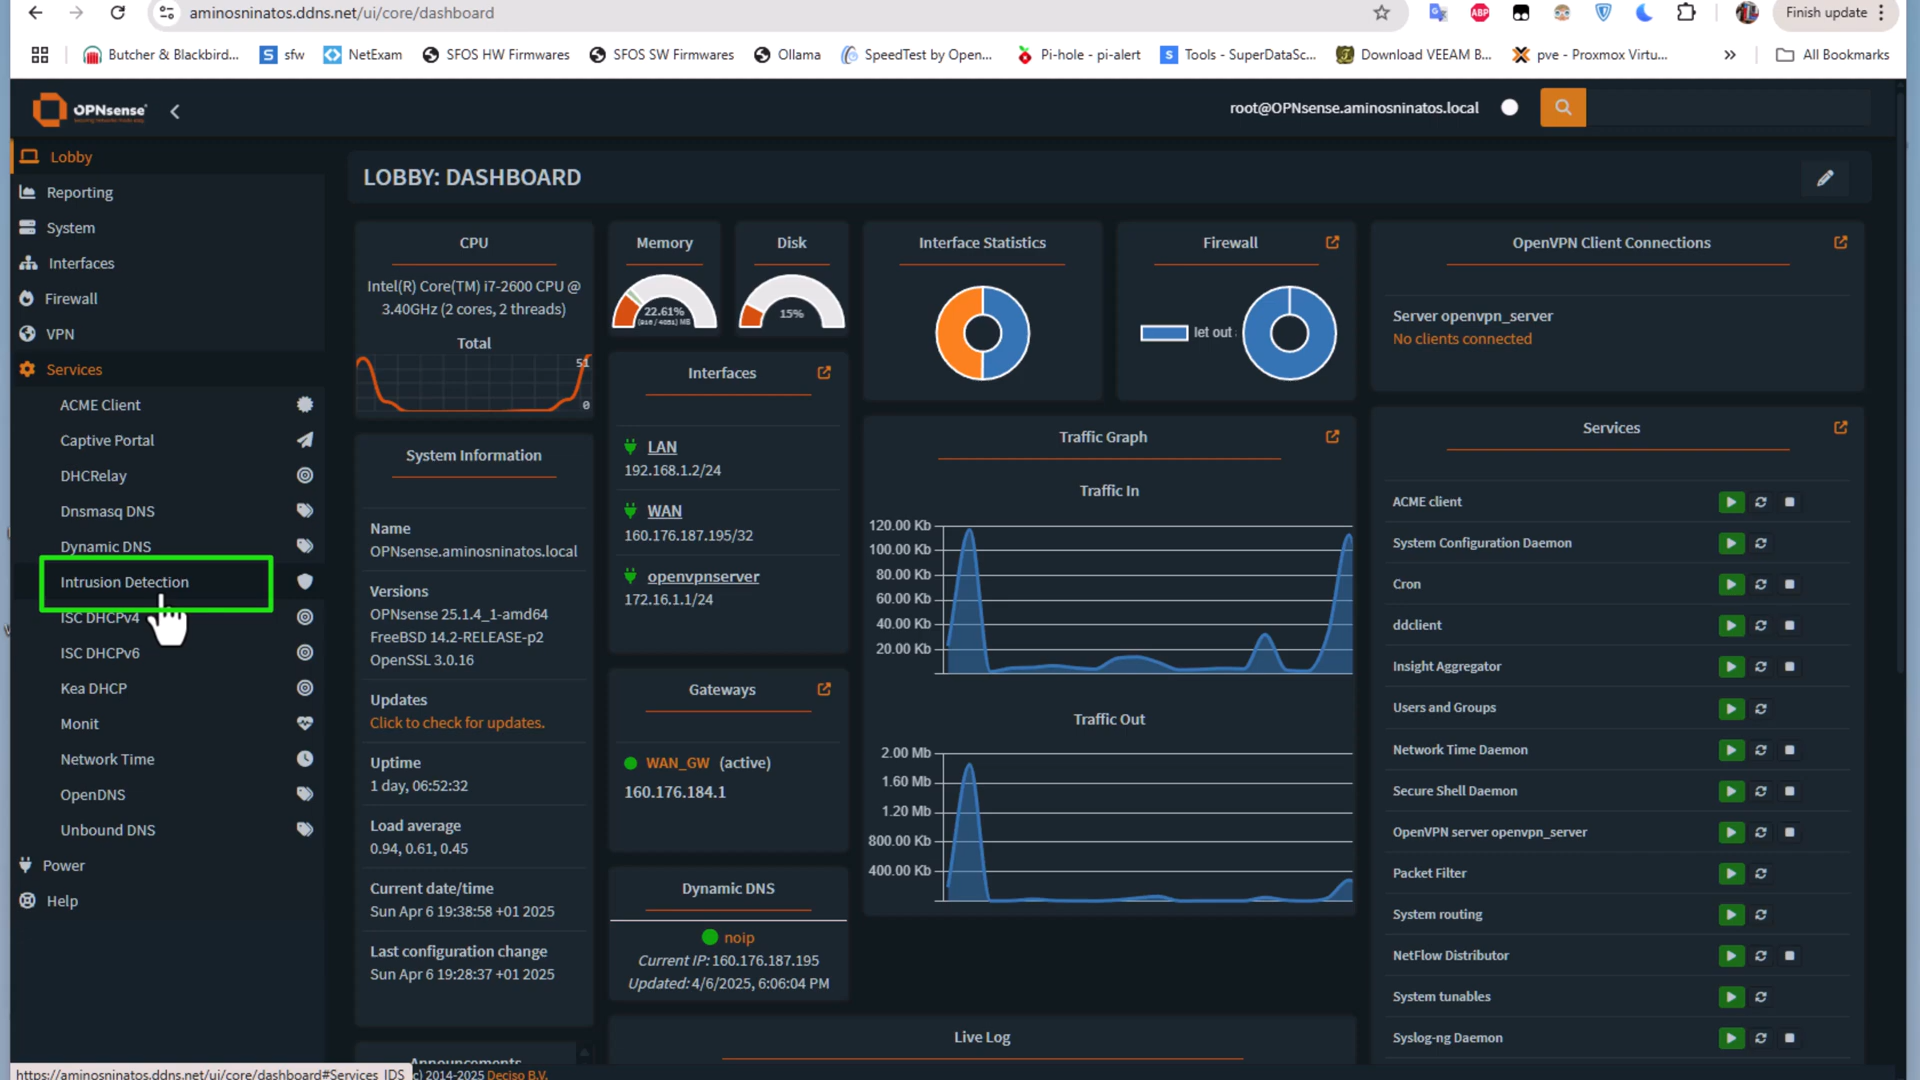 aminosninatos.ddns.net/ui/core/dashboard
ABP
Finish update
Butcher & Blackbird...
S
sfw
NetExam
SFOS HW Firmwares
SFOS SW Firmwares
Ollama
SpeedTest by Open...
Pi-hole - pi-alert
S
Tools - SuperDataSc...
Download VEEAM B...
pve - Proxmox Virtu...
»
All Bookmarks
OPNsense
root@OPNsense.aminosninatos.local
Lobby
Reporting
System
Interfaces
Firewall
VPN
Services
ACME Client
Captive Portal
DHCRelay
Dnsmasq DNS
Dynamic DNS
Intrusion Detection
ISC DHCPv4
ISC DHCPv6
Kea DHCP
Monit
Network Time
OpenDNS
Unbound DNS
Power
Help
LOBBY: DASHBOARD
CPU
Intel(R) Core(TM) i7-2600 CPU @
3.40GHz (2 cores, 2 threads)
Total
51
0
System Information
Name
OPNsense.aminosninatos.local
Versions
OPNsense 25.1.4_1-amd64
FreeBSD 14.2-RELEASE-p2
OpenSSL 3.0.16
Updates
Click to check for updates.
Uptime
1 day, 06:52:32
Load average
0.94, 0.61, 0.45
Current date/time
Sun Apr 6 19:38:58 +01 2025
Last configuration change
Sun Apr 6 19:28:37 +01 2025
Announcements
Memory
22.61%
Disk
15%
Interfaces
LAN
192.168.1.2/24
WAN
160.176.187.195/32
openvpnserver
172.16.1.1/24
Gateways
WAN_GW (active)
160.176.184.1
Dynamic DNS
noip
Current IP: 160.176.187.195
Updated: 4/6/2025, 6:06:04 PM
Interface Statistics
Firewall
let out
Traffic Graph
Traffic In
120.00 Kb
100.00 Kb
80.00 Kb
60.00 Kb
40.00 Kb
20.00 Kb
Traffic Out
2.00 Mb
1.60 Mb
1.20 Mb
800.00 Kb
400.00 Kb
Live Log
OpenVPN Client Connections
Server openvpn_server
No clients connected
Services
ACME client
System Configuration Daemon
Cron
ddclient
Insight Aggregator
Users and Groups
Network Time Daemon
Secure Shell Daemon
OpenVPN server openvpn_server
Packet Filter
System routing
NetFlow Distributor
System tunables
Syslog-ng Daemon
https://aminosninatos.ddns.net/ui/core/dashboard#Services_IDS
c) 2014-2025 Deciso B.V.